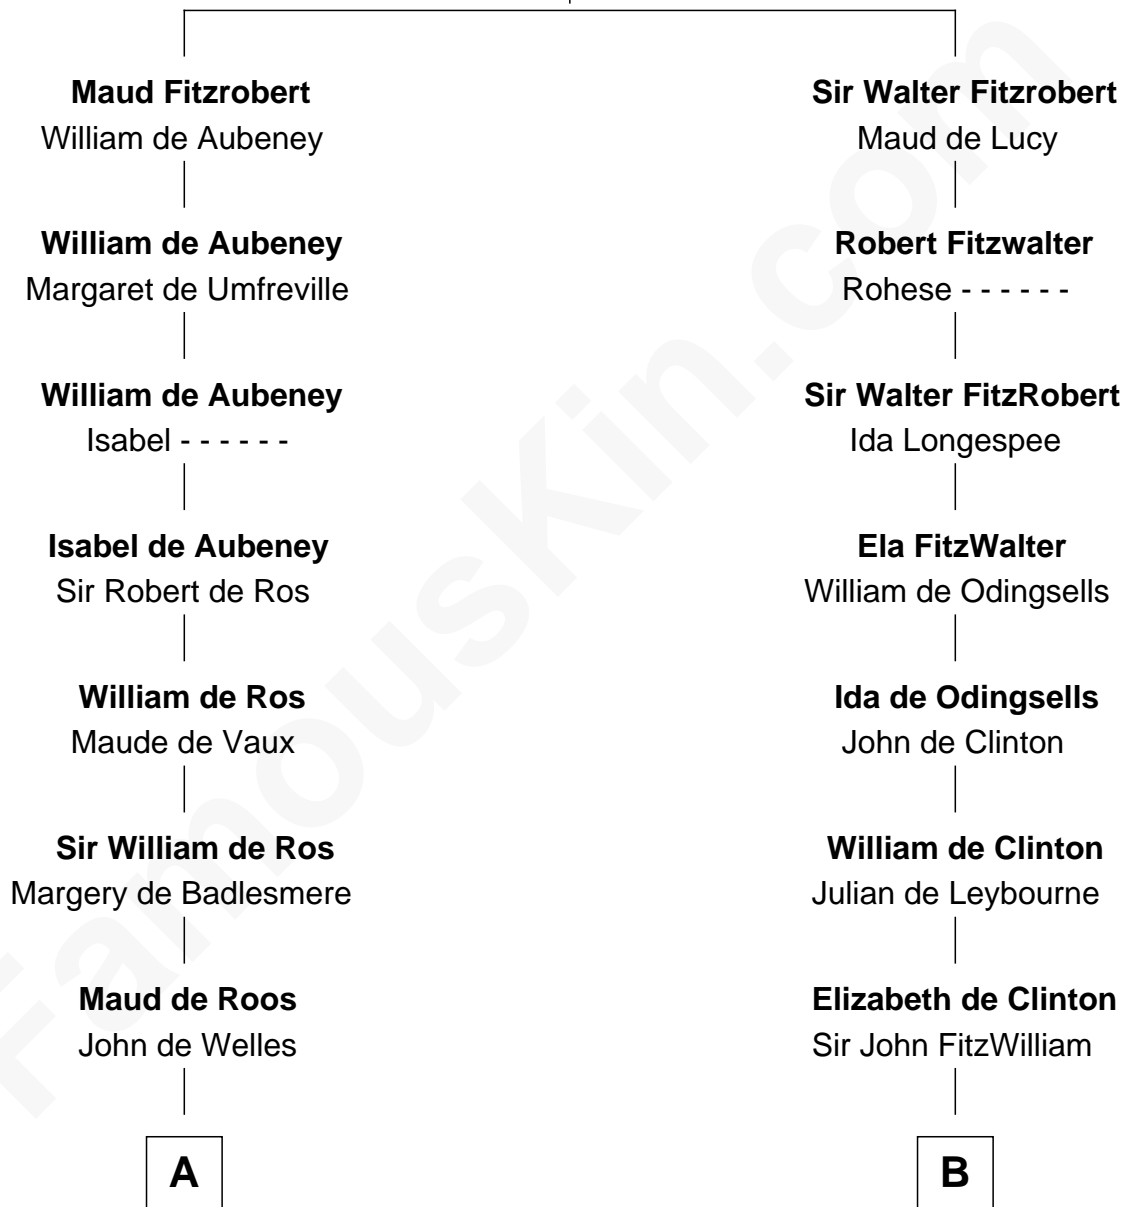 Maud Fitzrobert
William de Aubeney
William de Aubeney
Margaret de Umfreville
William de Aubeney
Isabel - - - - - -
Isabel de Aubeney
Sir Robert de Ros
William de Ros
Maude de Vaux
Sir William de Ros
Margery de Badlesmere
Maud de Roos
John de Welles
A
Sir Walter Fitzrobert
Maud de Lucy
Robert Fitzwalter
Rohese - - - - - -
Sir Walter FitzRobert
Ida Longespee
Ela FitzWalter
William de Odingsells
Ida de Odingsells
John de Clinton
William de Clinton
Julian de Leybourne
Elizabeth de Clinton
Sir John FitzWilliam
B
FamousKin.com